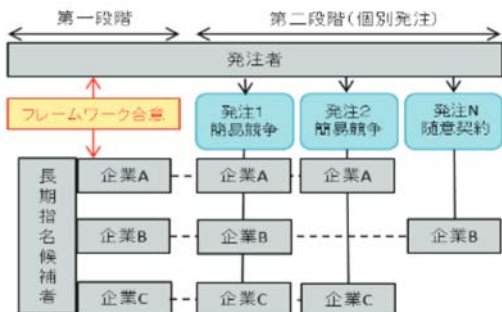 第一段階
第二段階(個別発注)
発注者
フレームワーク合意
発注1
簡易競争
発注2
簡易競争
発注N
随意契約
長期指名候補者
企業A
企業A
企業A
企業B
企業B
企業B
企業C
企業C
企業C